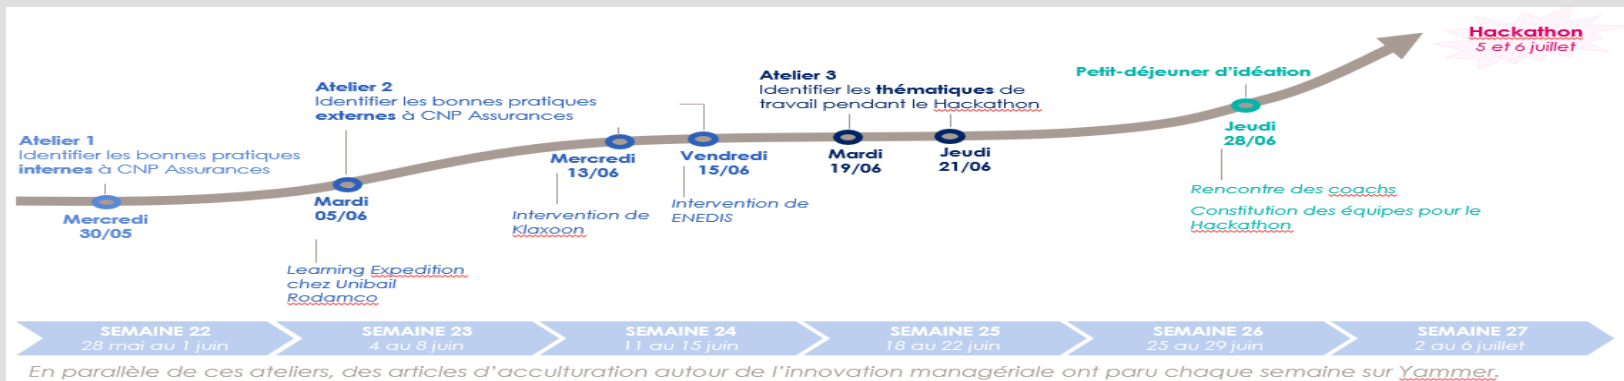 Hackathon
5 et 6 juillet
Petit-déjeuner d'idéation
Atelier 3
Identifier les thématiques de
travail pendant le Hackathon
Atelier 2
Identifier les bonnes pratiques
externes à CNP Assurances
Atelier 1
Identifier les bonnes pratiques
internes à CNP Assurances
Mercredi
30/05
Mardi
05/06
Mercredi
13/06
Vendredi
15/06
Mardi
19/06
Jeudi
21/06
Jeudi
28/06
Learning Expedition
chez Unibail
Rodamco
Intervention de
Klaxoon
Intervention de
ENEDIS
Rencontre des coachs
Constitution des équipes pour le
Hackathon
SEMAINE 22
28 mai au 1 juin
SEMAINE 23
4 au 8 juin
SEMAINE 24
11 au 15 juin
SEMAINE 25
18 au 22 juin
SEMAINE 26
25 au 29 juin
SEMAINE 27
2 au 6 juillet
En parallèle de ces ateliers, des articles d'acculturation autour de l'innovation managériale ont paru chaque semaine sur Yammer.